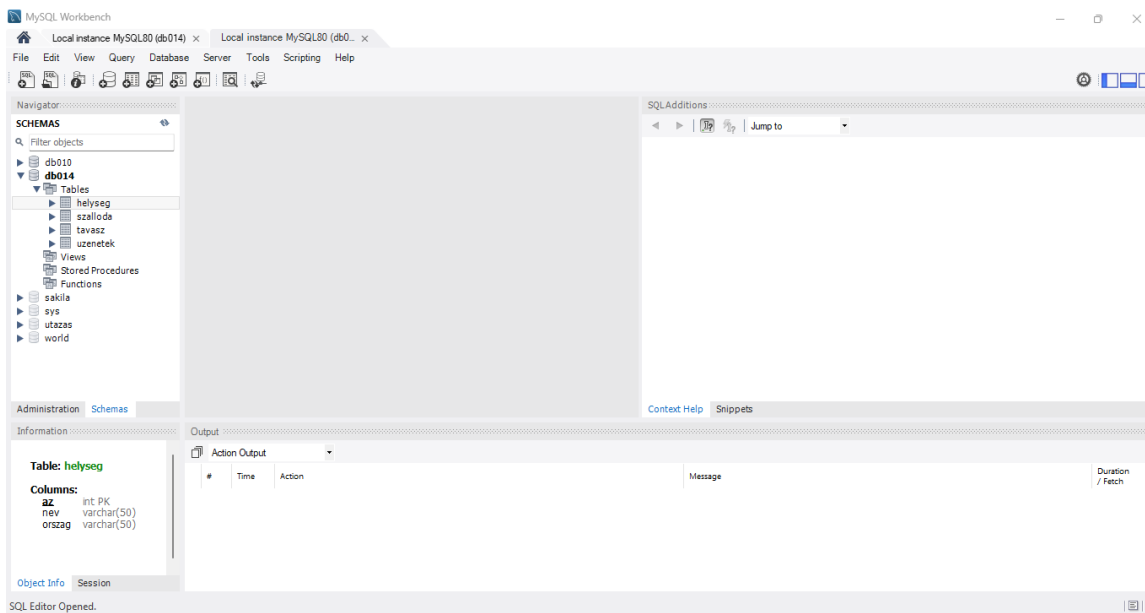 MySQL Workbench
Local instance MySQL80 (db014) × Local instance MySQL80 (db0... ×
File Edit View Query Database Server Tools Scripting Help
Navigator
SQLAdditions
SCHEMAS
Jump to
Filter objects
db010
db014
Tables
helyseg
szalloda
tavasz
uzenetek
Views
Stored Procedures
Functions
sakila
sys
utazas
world
Administration Schemas
Context Help Snippets
Information
Output
Action Output
# Time Action Message Duration / Fetch
Table: helyseg
Columns:
az int PK
nev varchar(50)
orszag varchar(50)
Object Info Session
SQL Editor Opened.